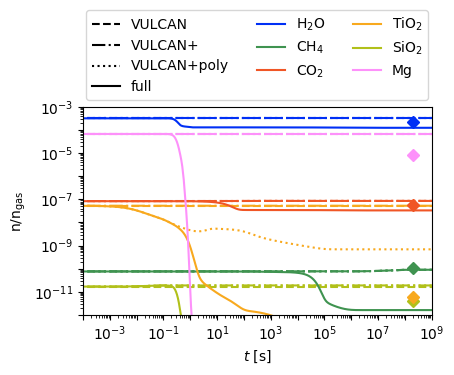 VULCAN
VULCAN+
VULCAN+poly
full
H₂O
CH₄
CO₂
TiO₂
SiO₂
Mg
n/n_gas
10⁻³
10⁻⁵
10⁻⁷
10⁻⁹
10⁻¹¹
10⁻³ 10⁻¹ 10¹ 10³ 10⁵ 10⁷ 10⁹
t [s]